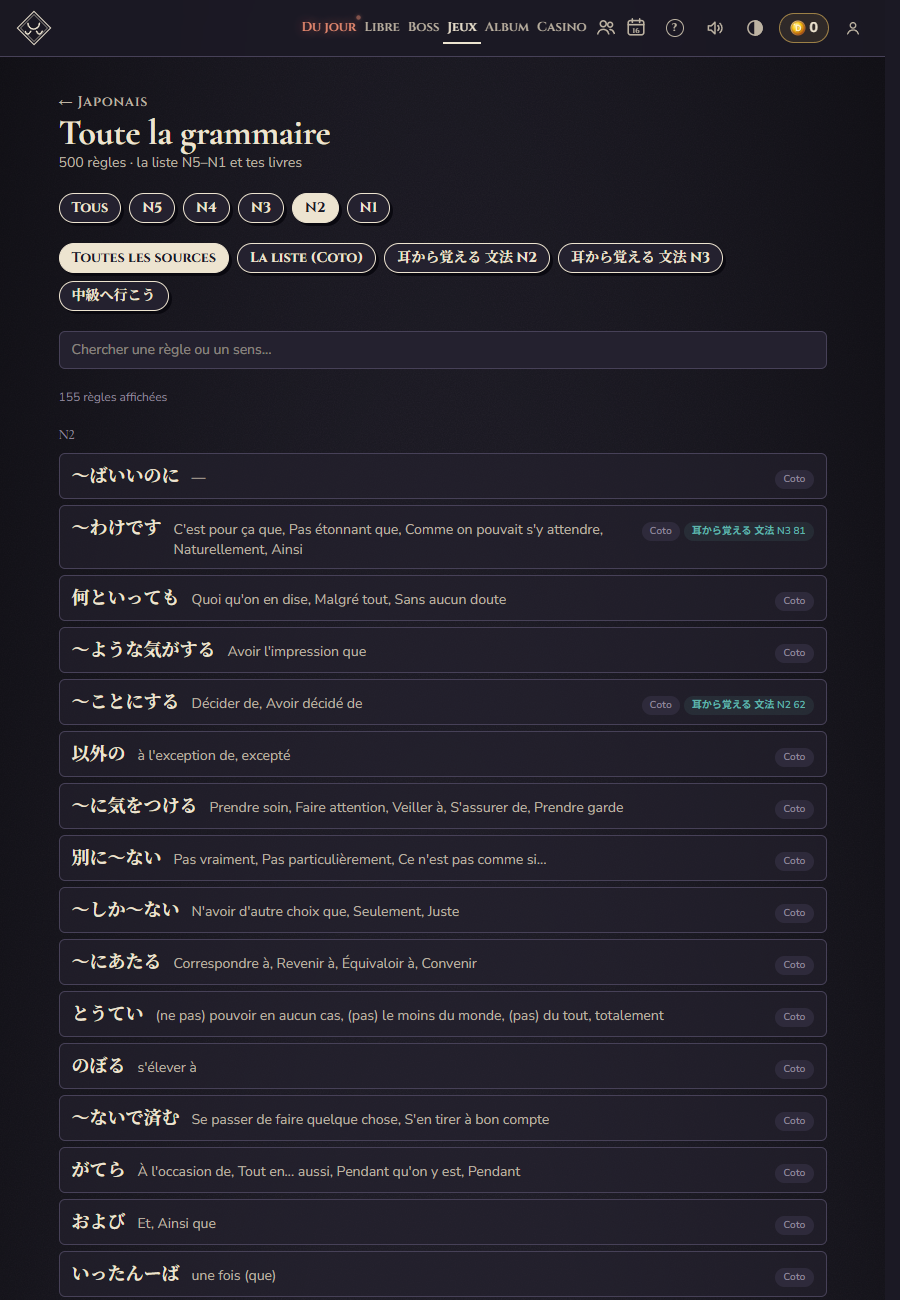 Du jour Libre Boss Jeux Album Casino 16 ? 0
← Japonais
Toute la grammaire
500 règles · la liste N5–N1 et tes livres
Tous N5 N4 N3 N2 N1
Toutes les sources La liste (Coto) 耳から覚える 文法 N2 耳から覚える 文法 N3
中級へ行こう
Chercher une règle ou un sens…
155 règles affichées
N2
〜ばいいのに — Coto
〜わけです C'est pour ça que, Pas étonnant que, Comme on pouvait s'y attendre, Coto 耳から覚える 文法 N3 81
Naturellement, Ainsi
何といっても Quoi qu'on en dise, Malgré tout, Sans aucun doute Coto
〜ような気がする Avoir l'impression que Coto
〜ことにする Décider de, Avoir décidé de Coto 耳から覚える 文法 N2 62
以外の à l'exception de, excepté Coto
〜に気をつける Prendre soin, Faire attention, Veiller à, S'assurer de, Prendre garde Coto
別に〜ない Pas vraiment, Pas particulièrement, Ce n'est pas comme si… Coto
〜しか〜ない N'avoir d'autre choix que, Seulement, Juste Coto
〜にあたる Correspondre à, Revenir à, Équivaloir à, Convenir Coto
とうてい (ne pas) pouvoir en aucun cas, (pas) le moins du monde, (pas) du tout, totalement Coto
のぼる s'élever à Coto
〜ないで済む Se passer de faire quelque chose, S'en tirer à bon compte Coto
がてら À l'occasion de, Tout en… aussi, Pendant qu'on y est, Pendant Coto
および Et, Ainsi que Coto
いったんーば une fois (que) Coto